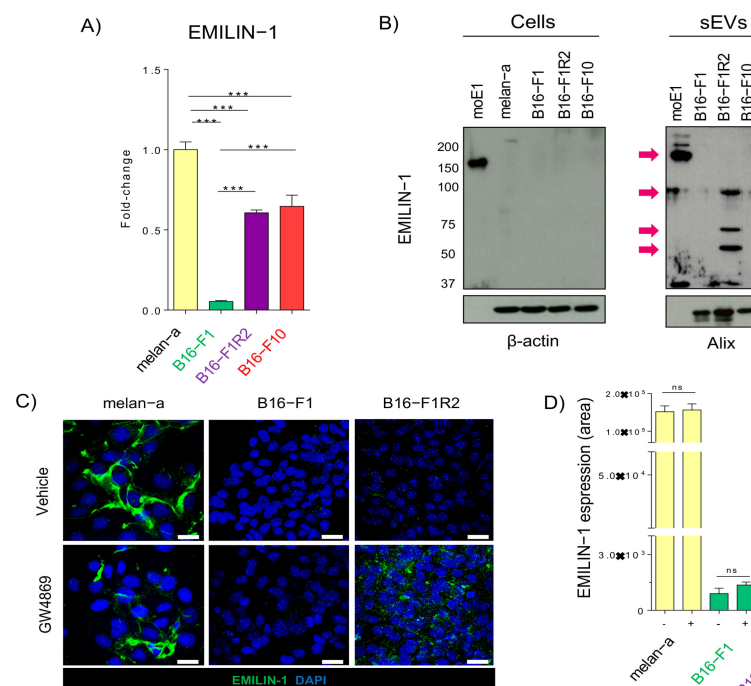 A)
EMILIN−1
Fold-change
1.5
1.0
0.5
0.0
***
***
***
***
***
melan−a
B16−F1
B16−F1R2
B16−F10
B)
Cells
sEVs
moE1
melan−a
B16−F1
B16−F1R2
B16−F10
moE1
B16−F1
B16−F1R2
B16−F10
EMILIN−1
200
150
100
75
50
37
β−actin
Alix
C)
melan−a
B16−F1
B16−F1R2
Vehicle
GW4869
EMILIN-1 DAPI
D)
EMILIN−1 espression (area)
2.0✖10⁵
1.0✖10⁵
5.0✖10⁴
3.0✖10³
0
ns
ns
- + - +
melan−a
B16−F1